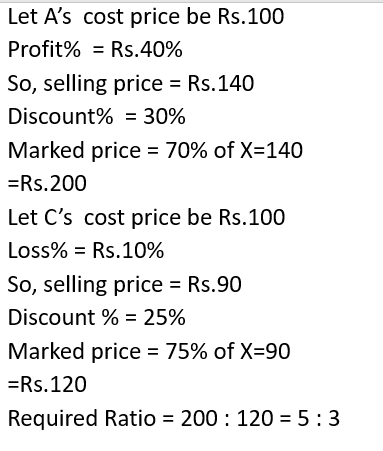 Let A’s cost price be Rs.100
Profit% = Rs.40%
So, selling price = Rs.140
Discount% = 30%
Marked price = 70% of X=140
=Rs.200
Let C’s cost price be Rs.100
Loss% = Rs.10%
So, selling price = Rs.90
Discount % = 25%
Marked price = 75% of X=90
=Rs.120
Required Ratio = 200 : 120 = 5 : 3